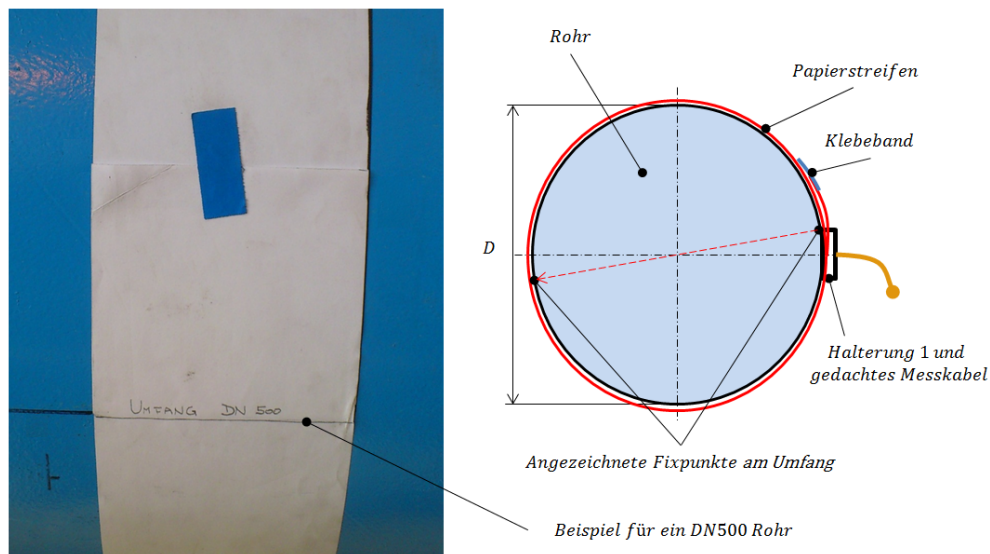 UMFANG DN 500
Rohr
Papierstreifen
Klebeband
D
Halterung 1 und
gedachtes Messkabel
Angezeichnete Fixpunkte am Umfang
Beispiel für ein DN500 Rohr